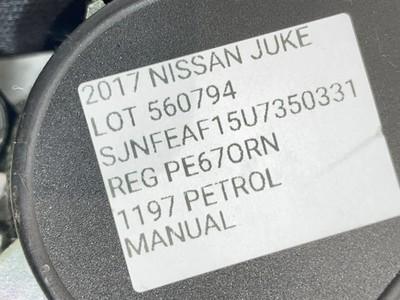 2017 NISSAN JUKE
LOT 560794
SJNFEAF15U7350331
REG PE67ORN
1197 PETROL
MANUAL